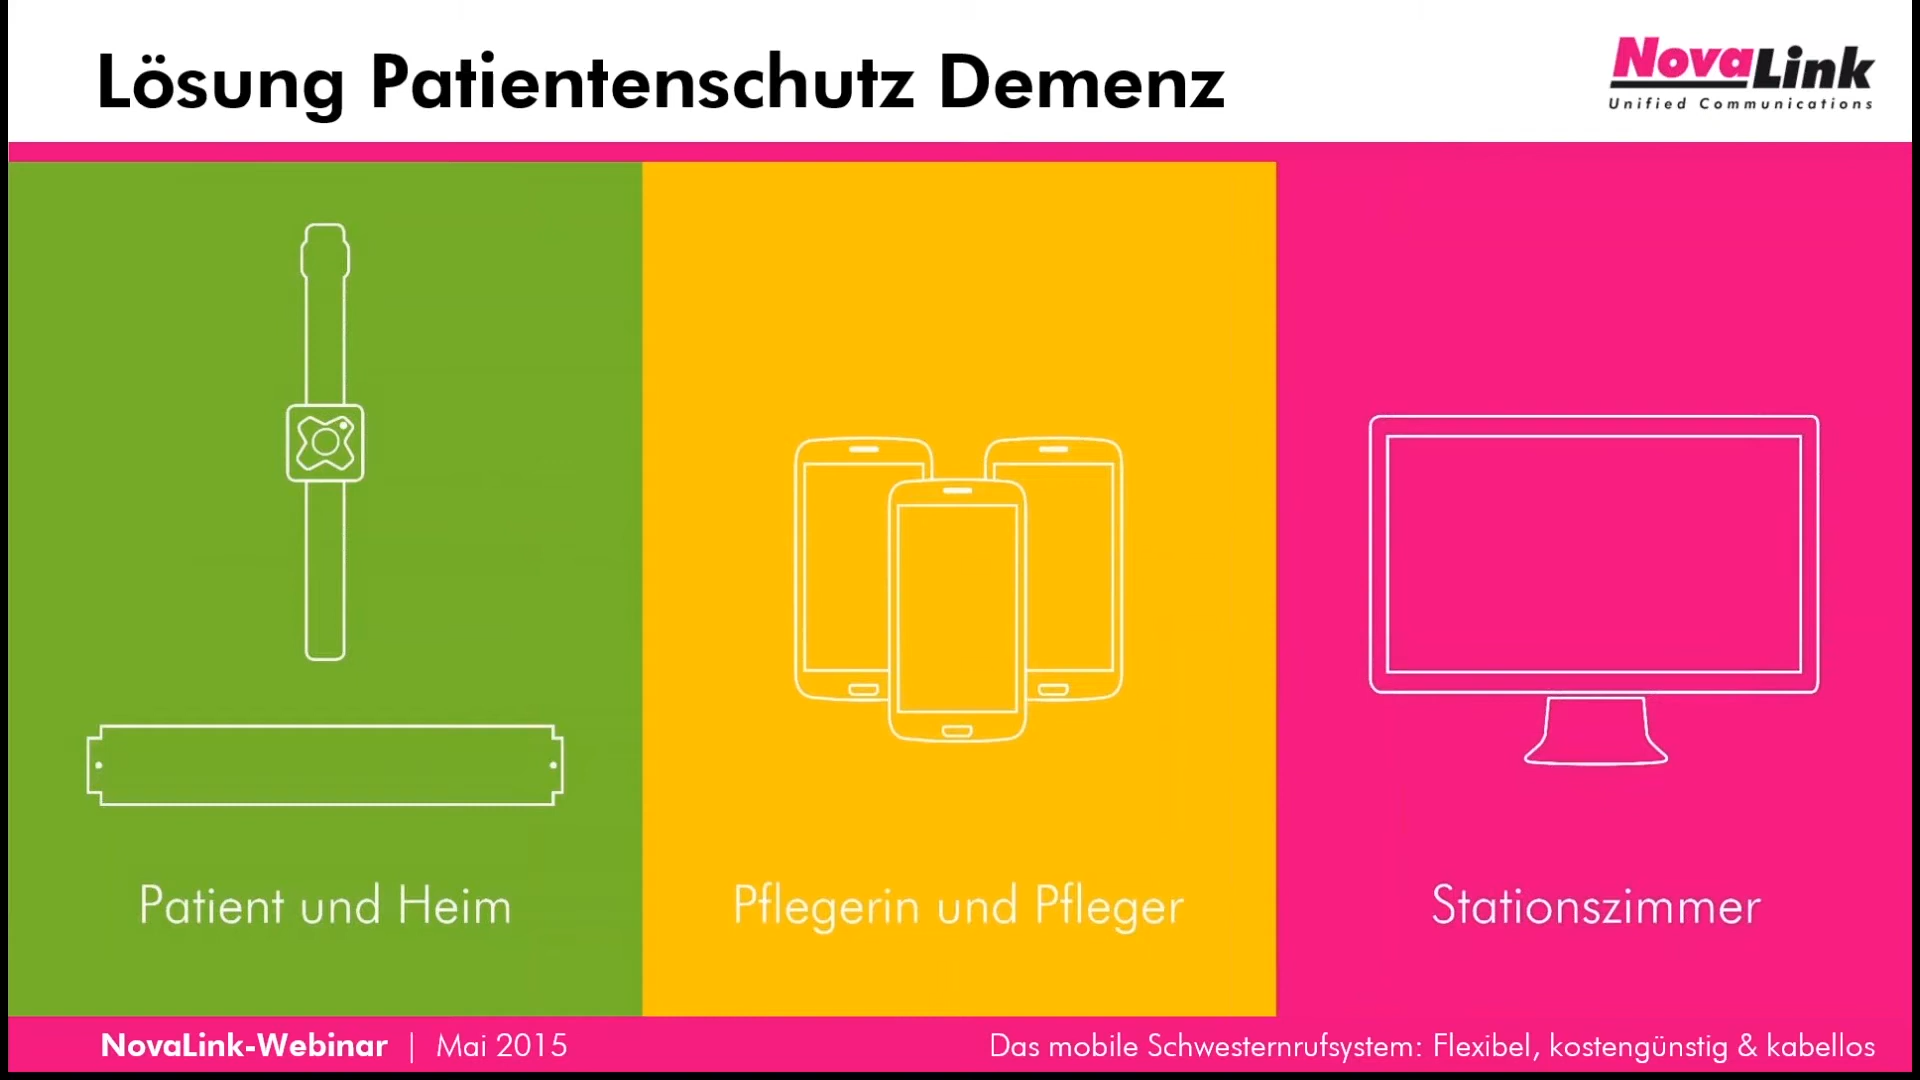 Lösung Patientenschutz Demenz
NovaLink
Unified Communications
Patient und Heim
Pflegerin und Pfleger
Stationszimmer
NovaLink-Webinar | Mai 2015
Das mobile Schwesternrufsystem: Flexibel, kostengünstig & kabellos